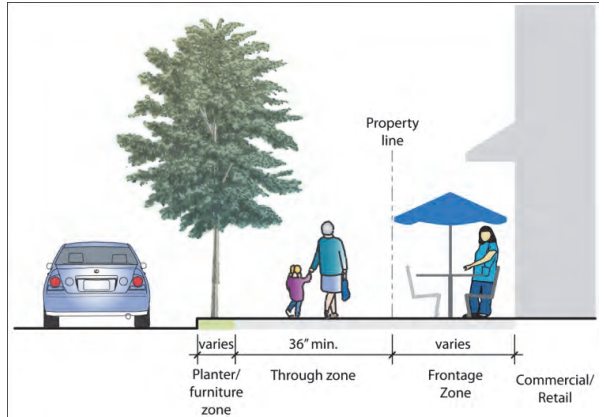 Property
line
varies
36” min.
varies
Planter/
furniture
zone
Through zone
Frontage
Zone
Commercial/
Retail